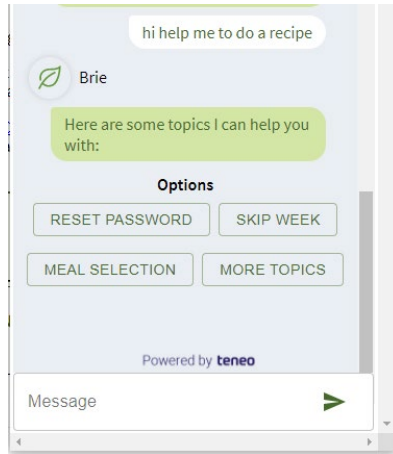 hi help me to do a recipe
Brie
Here are some topics I can help you
with:
Options
RESET PASSWORD
SKIP WEEK
MEAL SELECTION
MORE TOPICS
Powered by teneo
Message